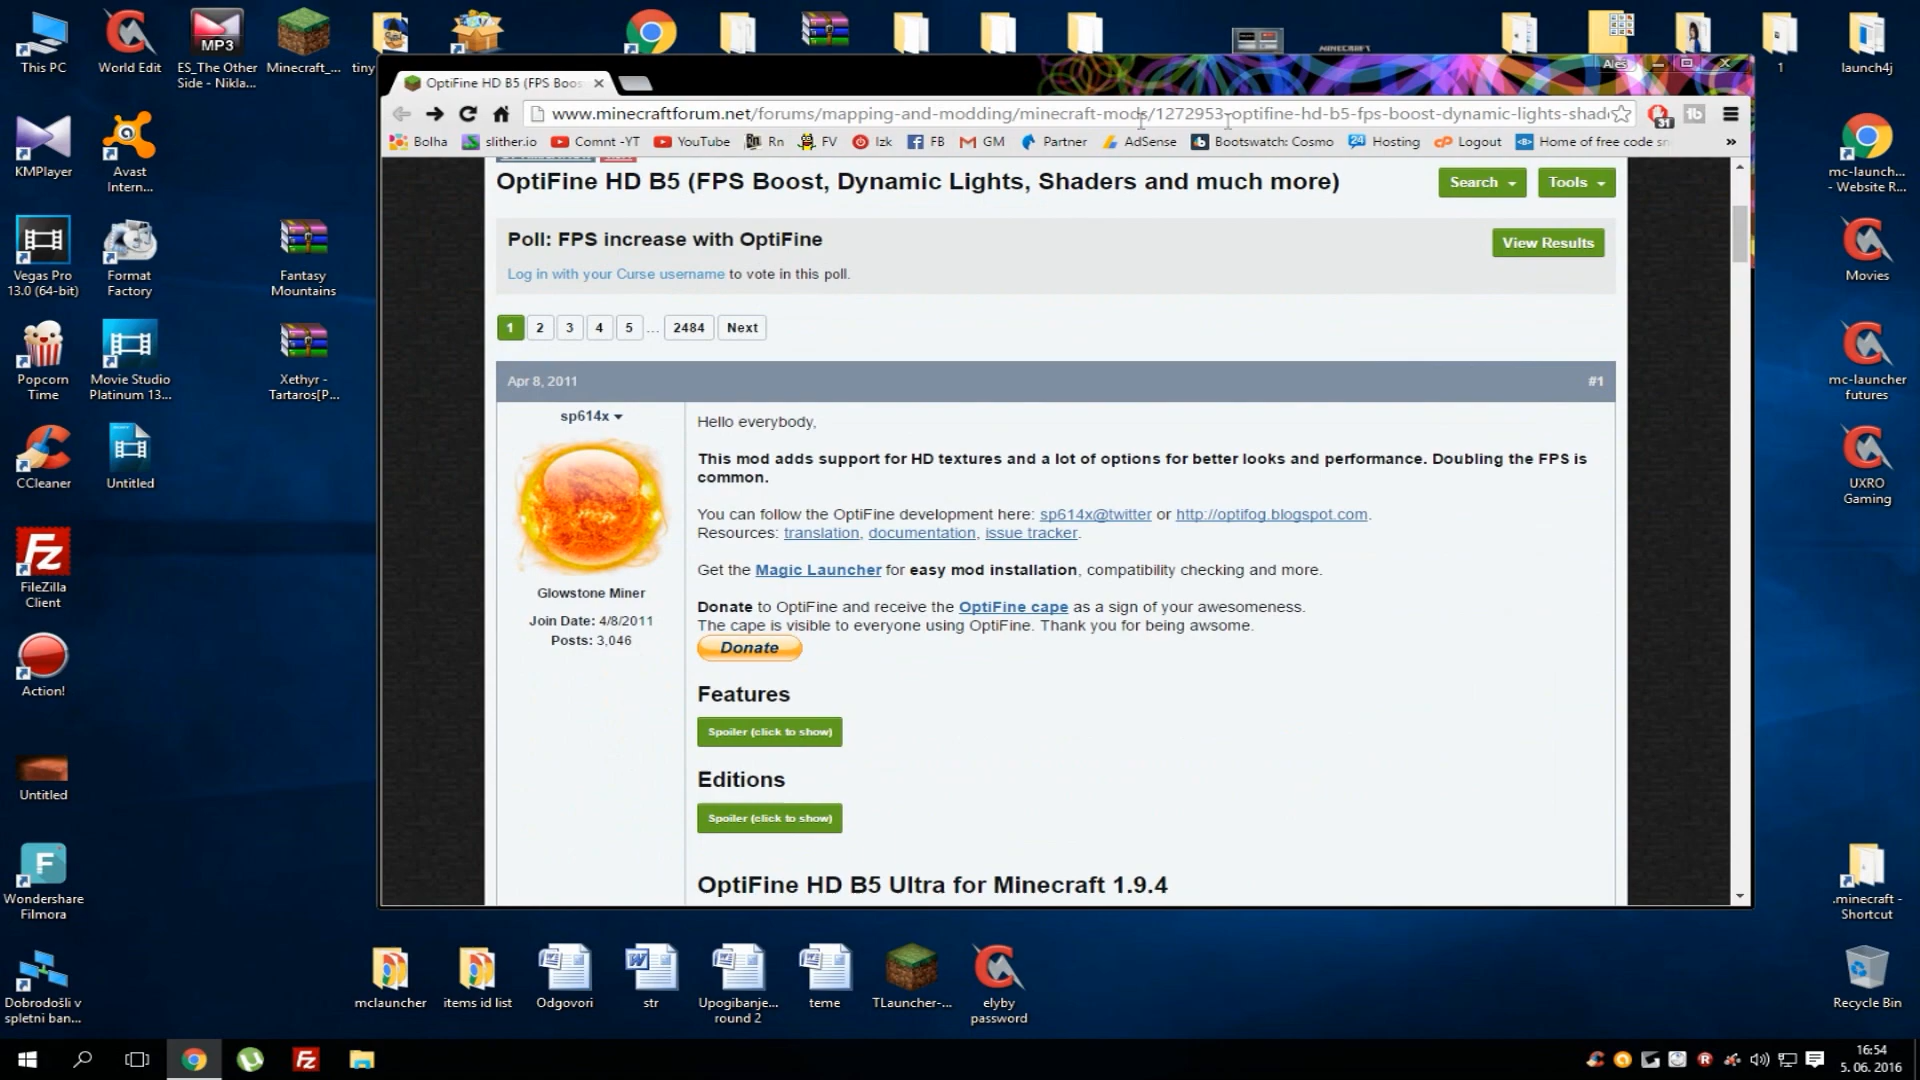 This PC
World Edit
MP3
ES_The Other
Side - Nikla...
Minecraft_...
tiny
MINECRAFT
1
launch4j
Aleš
OptiFine HD B5 (FPS Boos
www.minecraftforum.net/forums/mapping-and-modding/minecraft-mods/1272953-optifine-hd-b5-fps-boost-dynamic-lights-shad
31
Bolha
slither.io
Comnt -YT
YouTube
Rn
FV
Izk
FB
GM
Partner
AdSense
Bootswatch: Cosmo
24 Hosting
Logout
Home of free code sn
»
OptiFine HD B5 (FPS Boost, Dynamic Lights, Shaders and much more)
Search
Tools
Poll: FPS increase with OptiFine
View Results
Log in with your Curse username to vote in this poll.
1 2 3 4 5 ... 2484 Next
Apr 8, 2011
#1
sp614x
Glowstone Miner
Join Date: 4/8/2011
Posts: 3,046
Hello everybody,
This mod adds support for HD textures and a lot of options for better looks and performance. Doubling the FPS is
common.
You can follow the OptiFine development here: sp614x@twitter or http://optifog.blogspot.com.
Resources: translation, documentation, issue tracker.
Get the Magic Launcher for easy mod installation, compatibility checking and more.
Donate to OptiFine and receive the OptiFine cape as a sign of your awesomeness.
The cape is visible to everyone using OptiFine. Thank you for being awsome.
Donate
Features
Spoiler (click to show)
Editions
Spoiler (click to show)
OptiFine HD B5 Ultra for Minecraft 1.9.4
KMPlayer
Avast
Intern...
Vegas Pro
13.0 (64-bit)
Format
Factory
Fantasy
Mountains
Popcorn
Time
Movie Studio
Platinum 13...
Xethyr -
Tartaros[P...
CCleaner
Untitled
FileZilla
Client
Action!
Untitled
Wondershare
Filmora
Dobrodošli v
spletni ban...
mc-launch...
- Website R...
Movies
mc-launcher
futures
UXRO
Gaming
.minecraft -
Shortcut
Recycle Bin
mclauncher
items id list
Odgovori
str
Upogibanje...
round 2
teme
TLauncher-...
elyby
password
16:54
5. 06. 2016